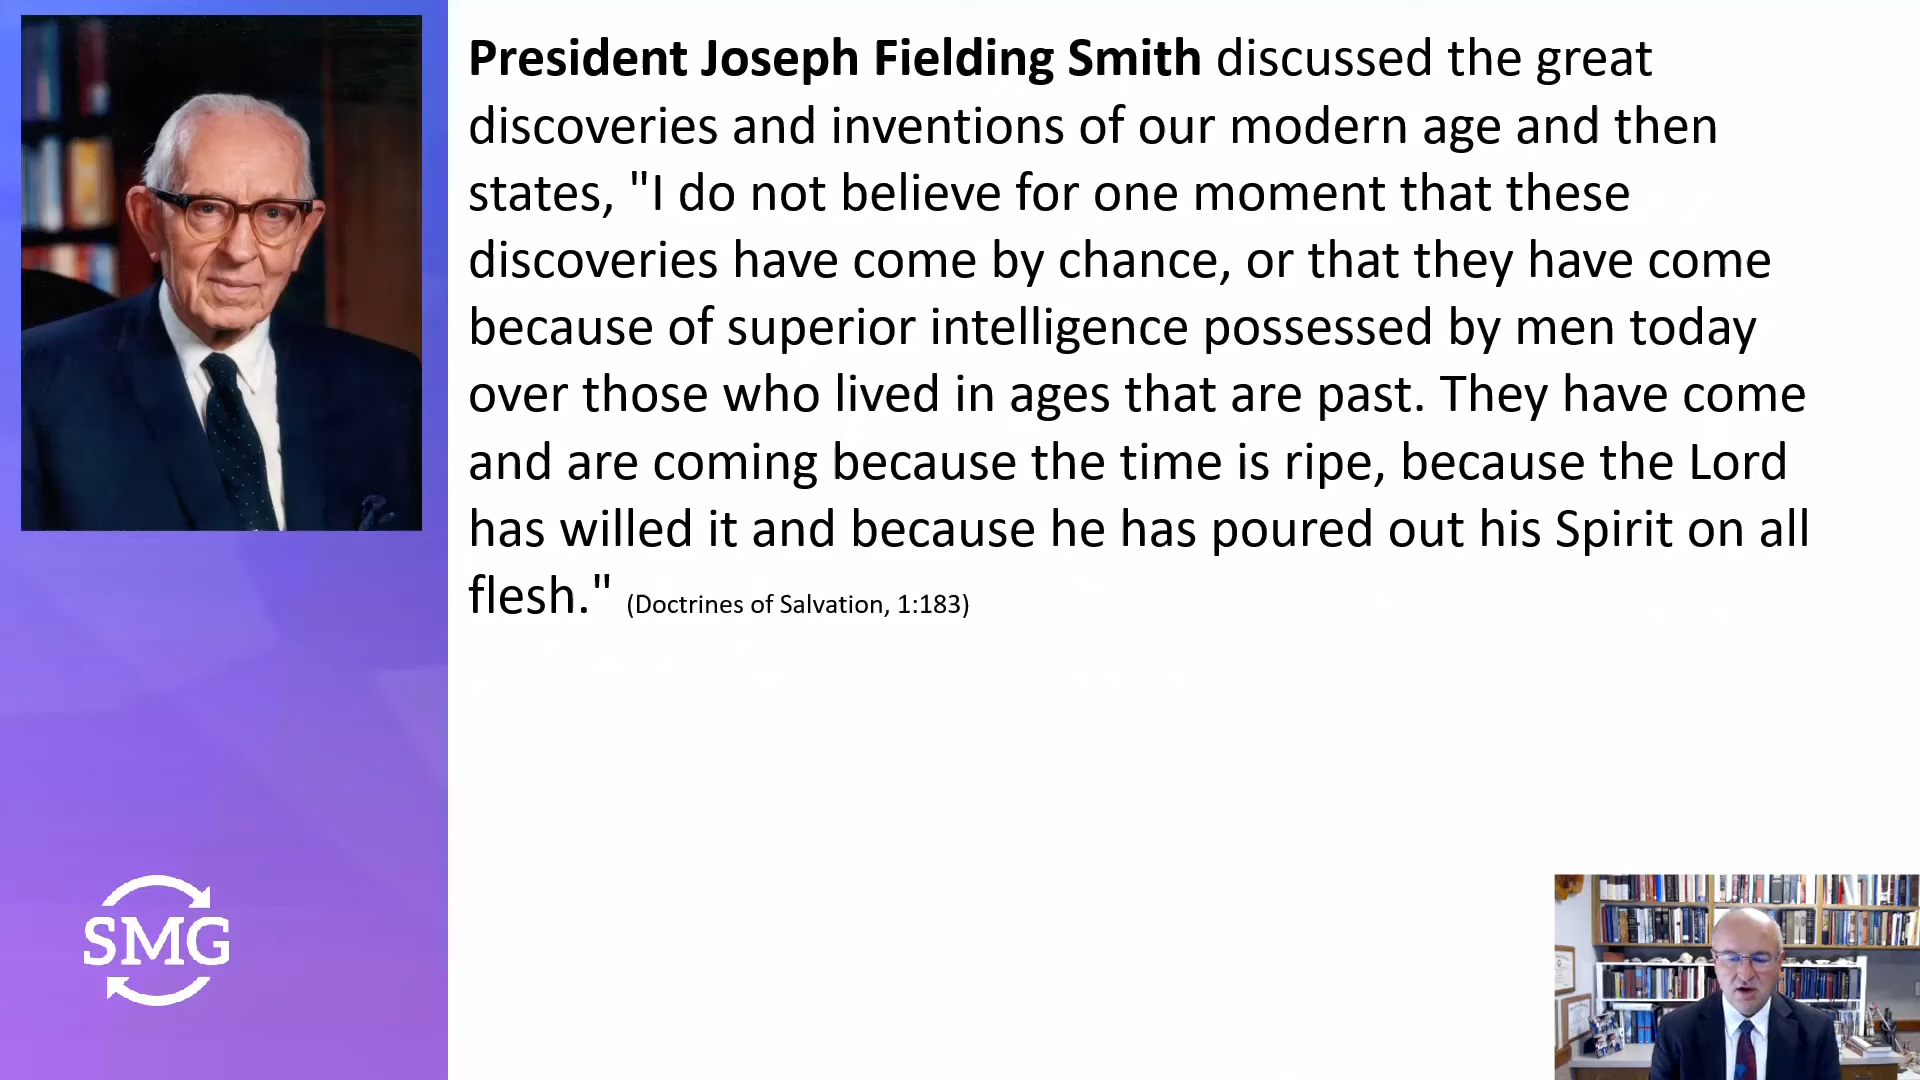 President Joseph Fielding Smith discussed the great
discoveries and inventions of our modern age and then
states, "I do not believe for one moment that these
discoveries have come by chance, or that they have come
because of superior intelligence possessed by men today
over those who lived in ages that are past. They have come
and are coming because the time is ripe, because the Lord
has willed it and because he has poured out his Spirit on all
flesh." (Doctrines of Salvation, 1:183)
SMG